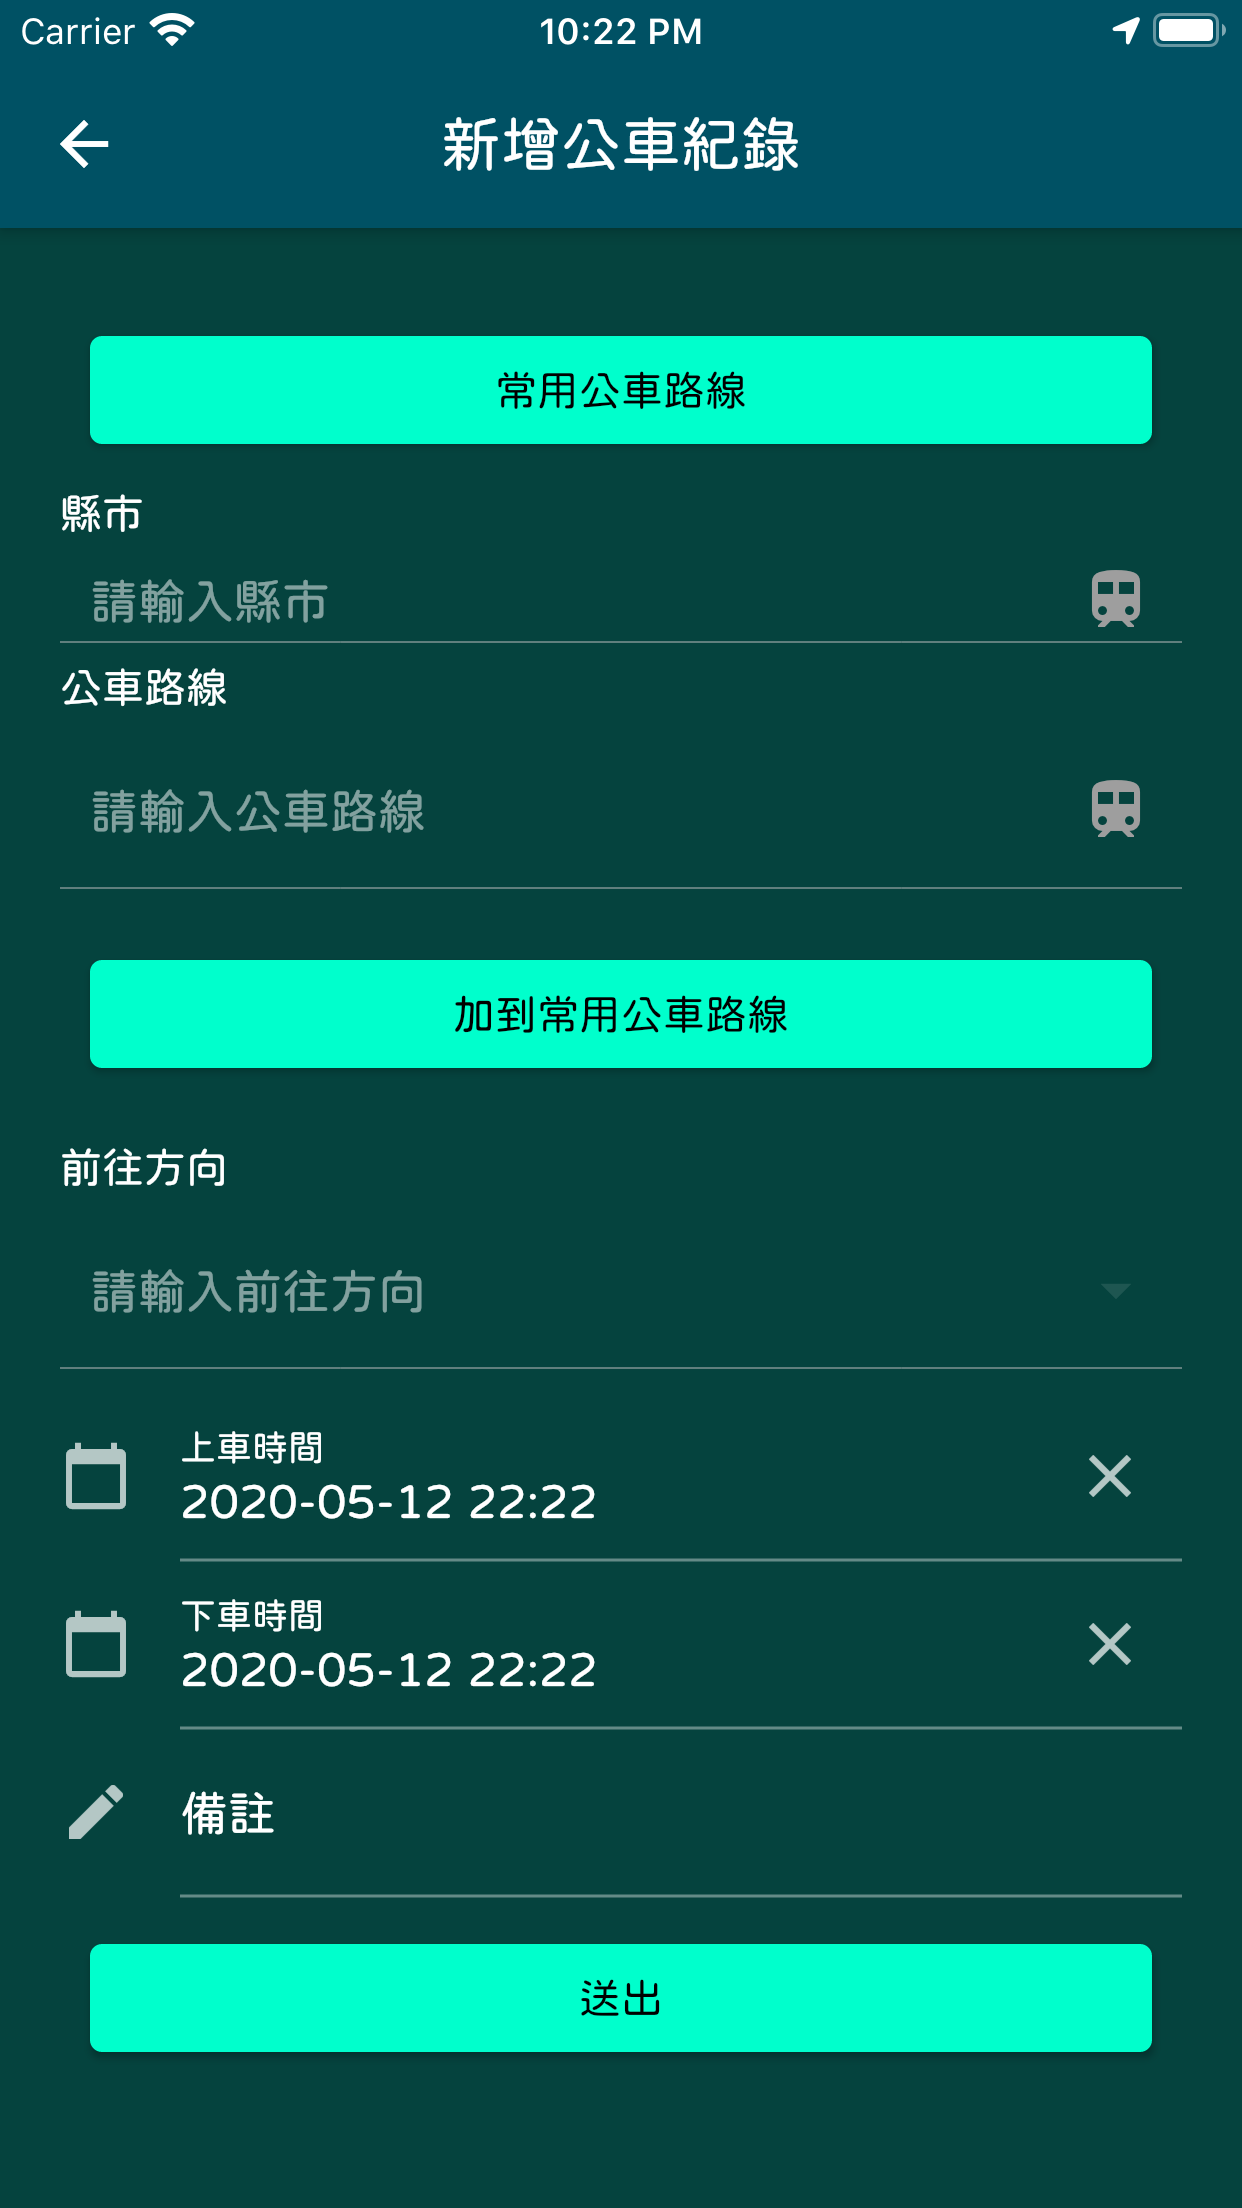 Carrier 10:22 PM
新增公車紀錄
常用公車路線
縣市
請輸入縣市
公車路線
請輸入公車路線
加到常用公車路線
前往方向
請輸入前往方向
上車時間
2020-05-12 22:22
下車時間
2020-05-12 22:22
備註
送出